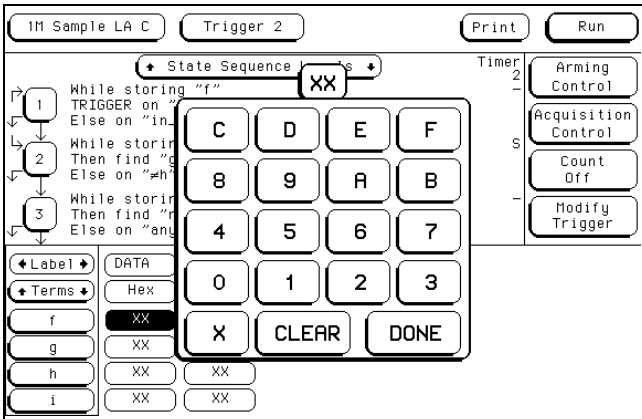 1M Sample LA C
Trigger 2
Print
Run
State Sequence
XX
Timer
2
-
S
-
Arming
Control
Acquisition
Control
Count
Off
Modify
Trigger
1
While storing "f"
TRIGGER on "
Else on "in
2
While storin
Then find "g
Else on "≠h"
3
While storin
Then find "n
Else on "any
C D E F
8 9 A B
4 5 6 7
0 1 2 3
X CLEAR DONE
Label
DATA
Terms
Hex
f XX
g XX
h XX XX
i XX XX